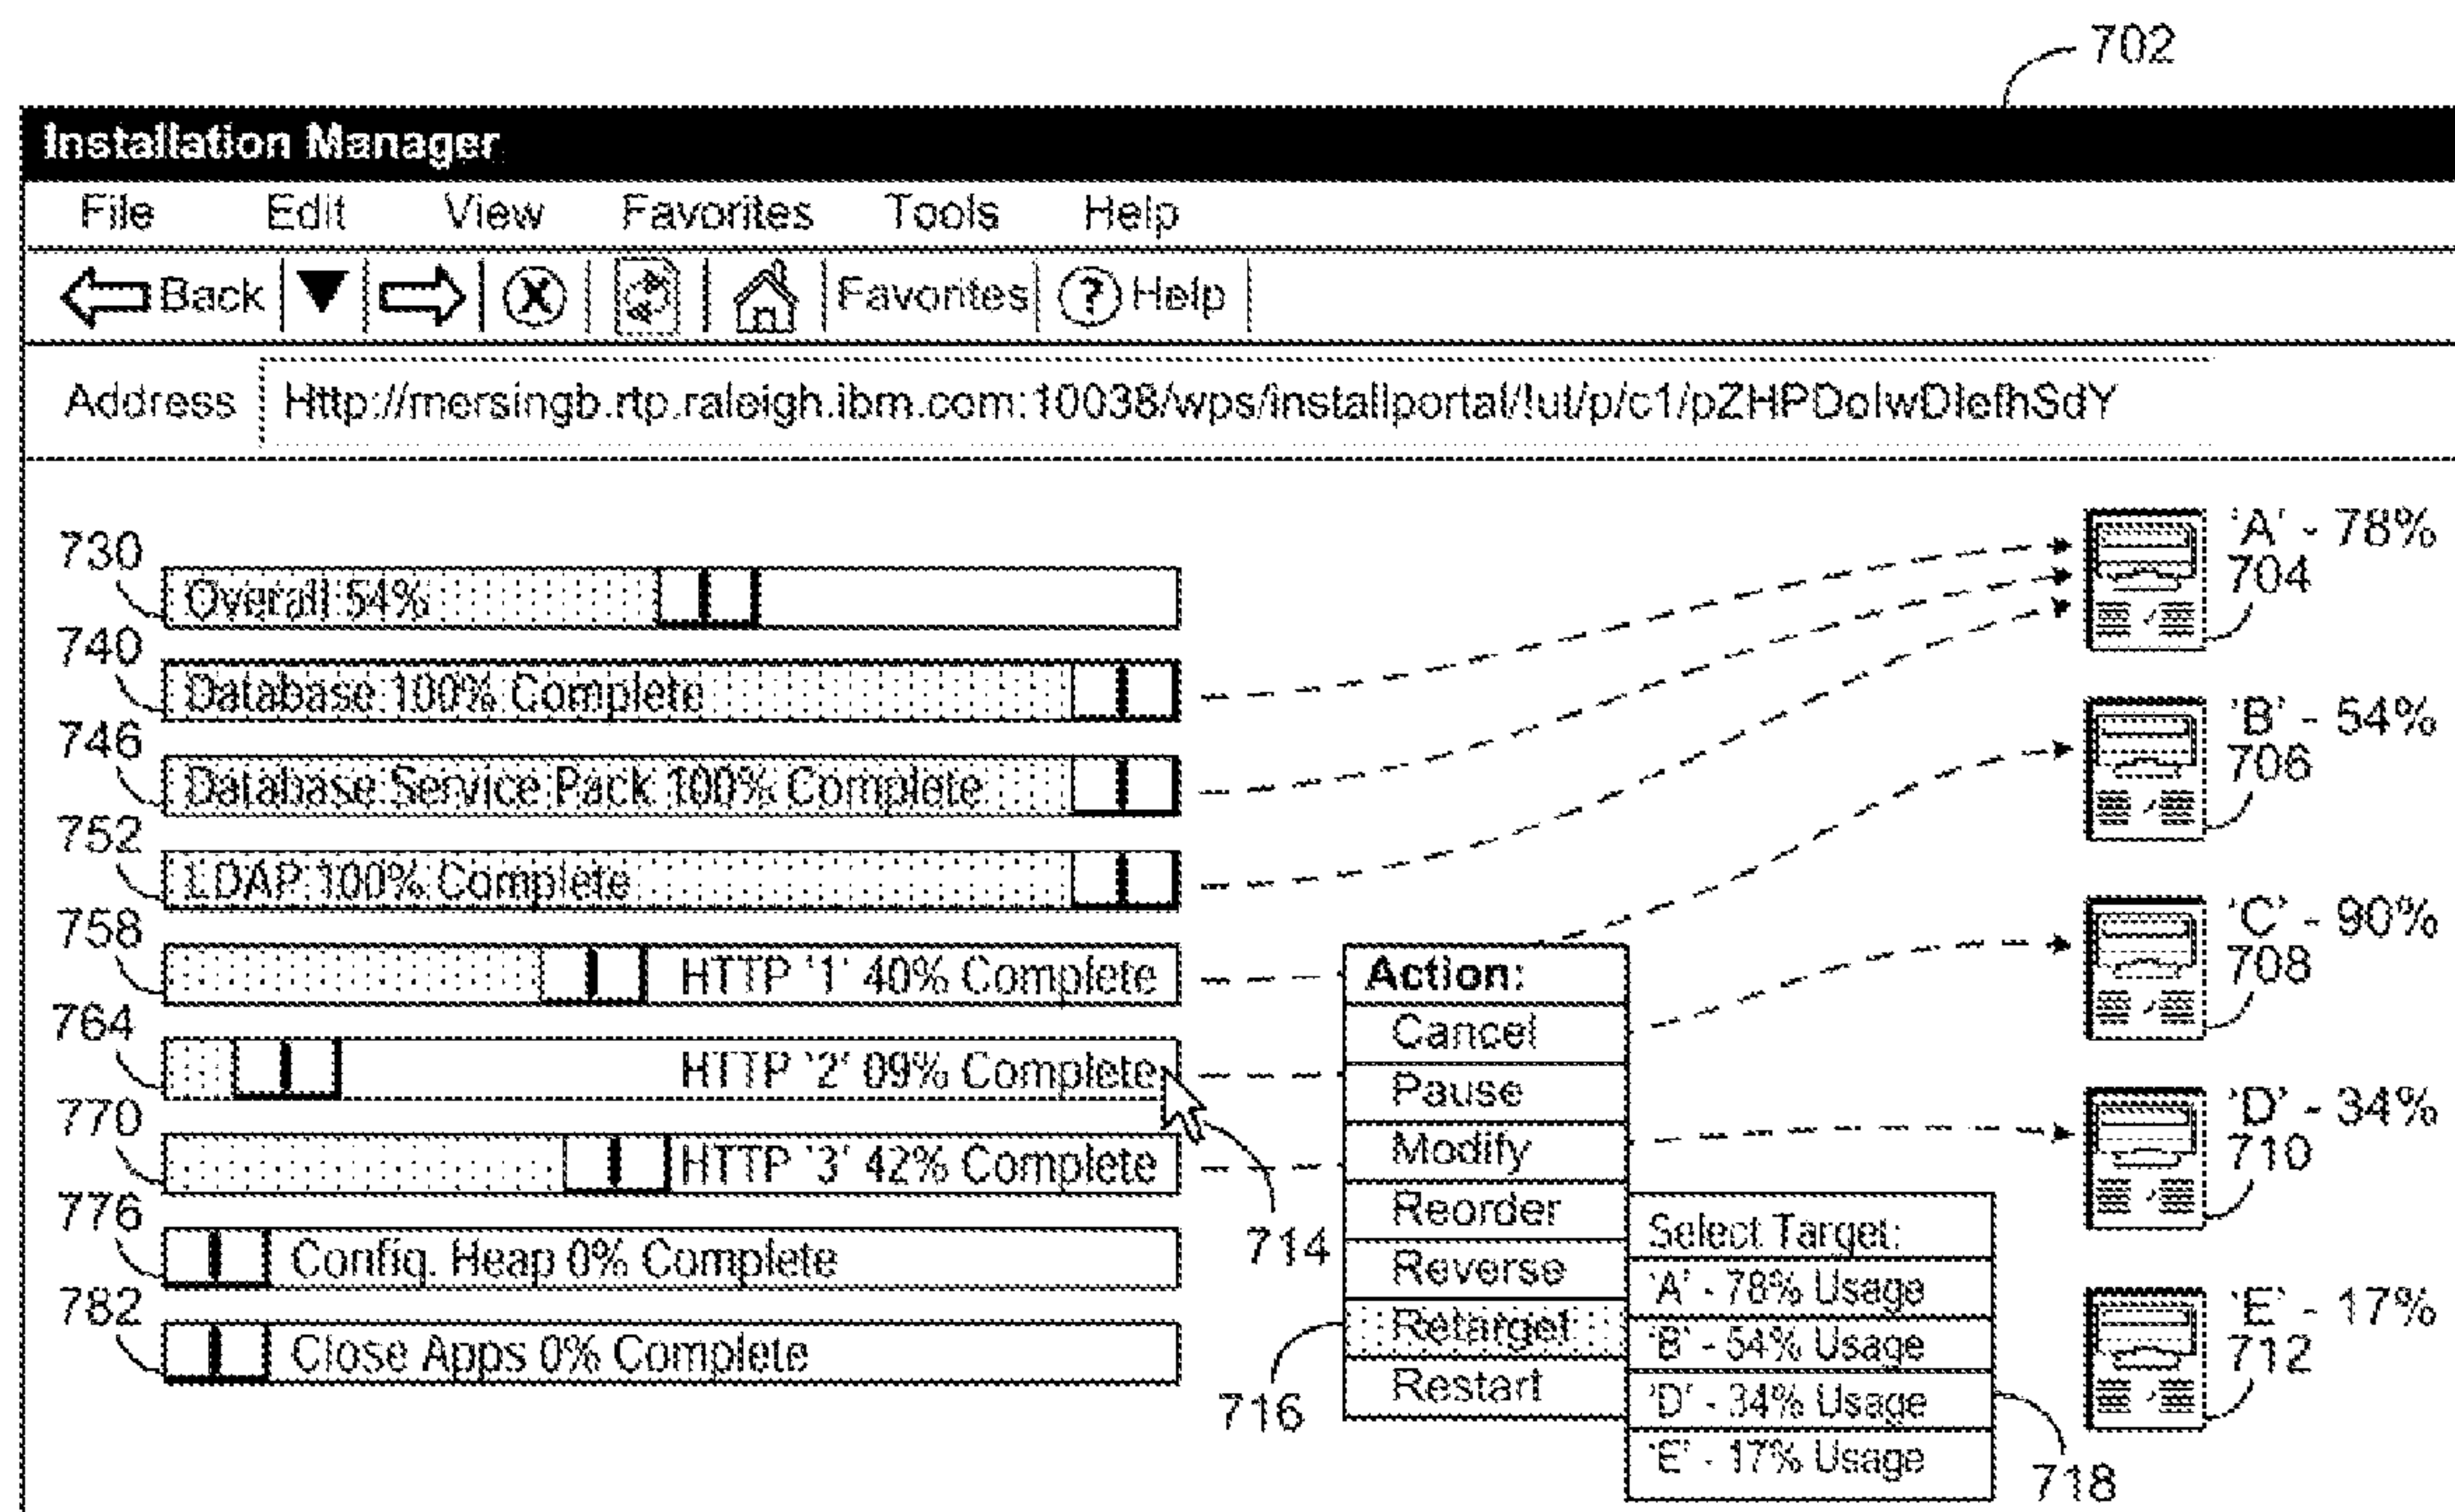 702
Installation Manager
File Edit View Favorites Tools Help
Back Favorites ? Help
Address Http://mersingb.rtp.raleigh.ibm.com:10038/wps/installportal/!ut/p/c1/pZHPDolwDIefhSdY
730 Overall 54%
740 Database 100% Complete
746 Database Service Pack 100% Complete
752 LDAP 100% Complete
758 HTTP '1' 40% Complete
764 HTTP '2' 09% Complete
770 HTTP '3' 42% Complete
776 Config. Heap 0% Complete
782 Close Apps 0% Complete
714
Action:
Cancel
Pause
Modify
Reorder
Reverse
Retarget
Restart
716
Select Target:
'A' - 78% Usage
'B' - 54% Usage
'D' - 34% Usage
'E' - 17% Usage
718
'A' - 78%
704
'B' - 54%
706
'C' - 90%
708
'D' - 34%
710
'E' - 17%
712